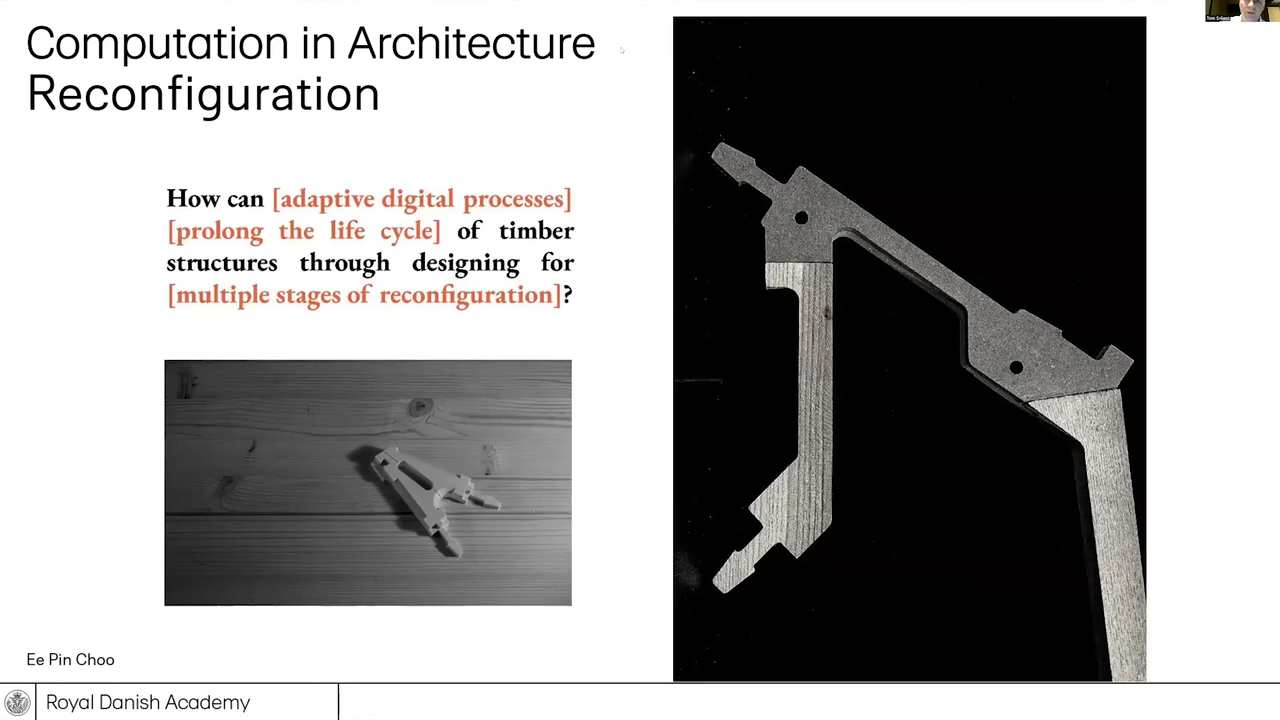 Computation in Architecture
Reconfiguration
How can [adaptive digital processes]
[prolong the life cycle] of timber
structures through designing for
[multiple stages of reconfiguration]?
Ee Pin Choo
Royal Danish Academy